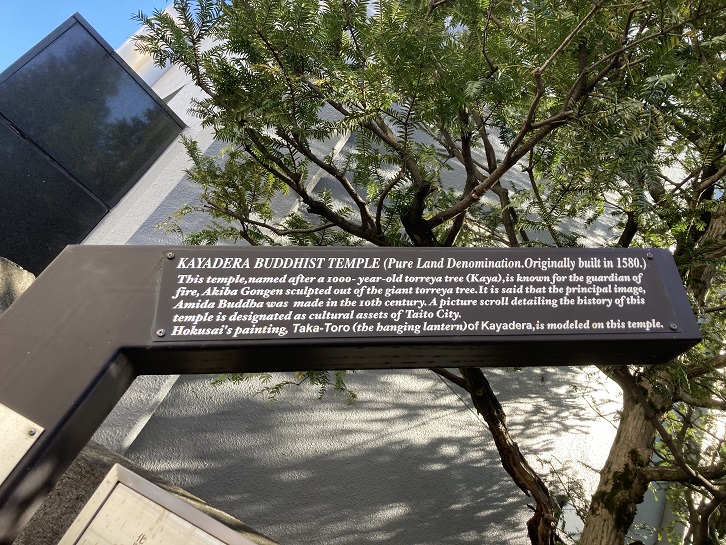 KAYADERA BUDDHIST TEMPLE (Pure Land Denomination.Originally built in 1580.)
This temple,named after a 1000-year-old torreya tree (Kaya),is known for the guardian of
fire, Akiba Gongen sculpted out of the giant torreya tree.It is said that the principal image,
Amida Buddha was made in the 10th century. A picture scroll detailing the history of this
temple is designated as cultural assets of Taito City.
Hokusai's painting, Taka-Toro (the hanging lantern)of Kayadera,is modeled on this temple.